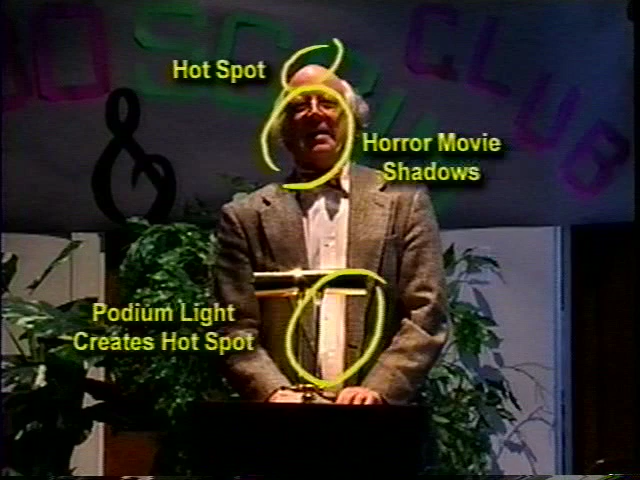 CLUB
Hot Spot
Horror Movie
Shadows
Podium Light
Creates Hot Spot